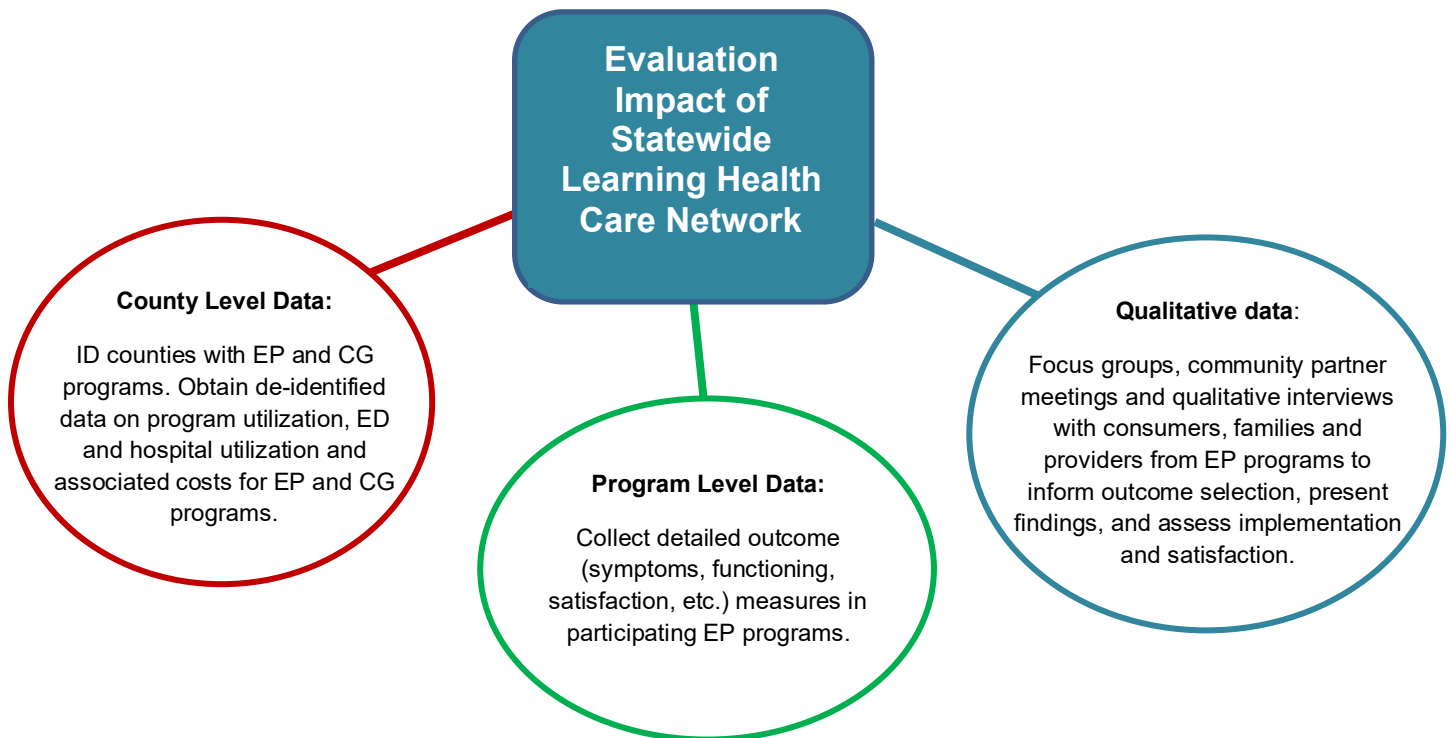 Evaluation
Impact of
Statewide
Learning Health
Care Network
County Level Data:
ID counties with EP and CG
programs. Obtain de-identified
data on program utilization, ED
and hospital utilization and
associated costs for EP and CG
programs.
Program Level Data:
Collect detailed outcome
(symptoms, functioning,
satisfaction, etc.) measures in
participating EP programs.
Qualitative data:
Focus groups, community partner
meetings and qualitative interviews
with consumers, families and
providers from EP programs to
inform outcome selection, present
findings, and assess implementation
and satisfaction.